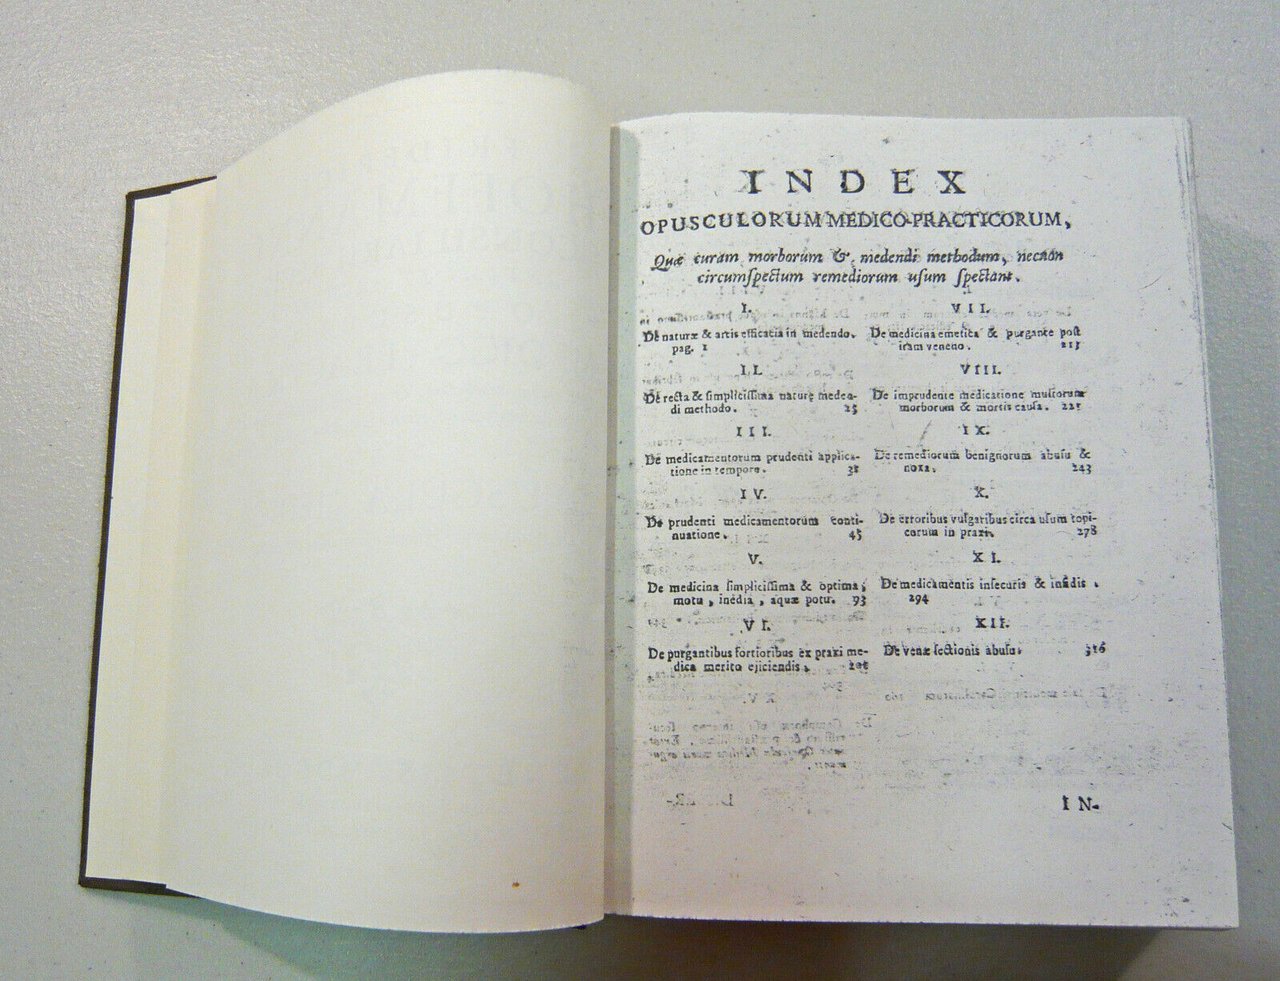 INDEX
OPUSCULORUM MEDICO-PRACTICORUM,
Quæ curam morborum & medendi methodum, necnon
circumſpectum remediorum uſum ſpectant.
I.
De naturæ & artis efficatia in medendo.
pag. 1
II.
De recta & ſimpliciſſima naturę meden-
di methodo. 25
III.
De medicamentorum prudenti applica-
tione in tempore.
IV.
De prudenti medicamentorum conti-
nuatione. 45
V.
De medicina ſimpliciſſima & optima,
motu, inedia, aquæ potu. 93
VI.
De purgantibus fortioribus ex praxi me-
dica merito ejiciendis.
VII.
De medicina emetica & purgante poſt
iram veneno. 215
VIII.
De imprudente medicatione multorum
morborum & mortis cauſa.
IX.
De remediorum benignorum abuſu &
noxa. 243
X.
De erroribus vulgaribus circa uſum topi-
corum in praxi. 278
XI.
De medicamentis inſecuris & infidis.
294
XII.
De venæ ſectionis abuſu. 316
IN-